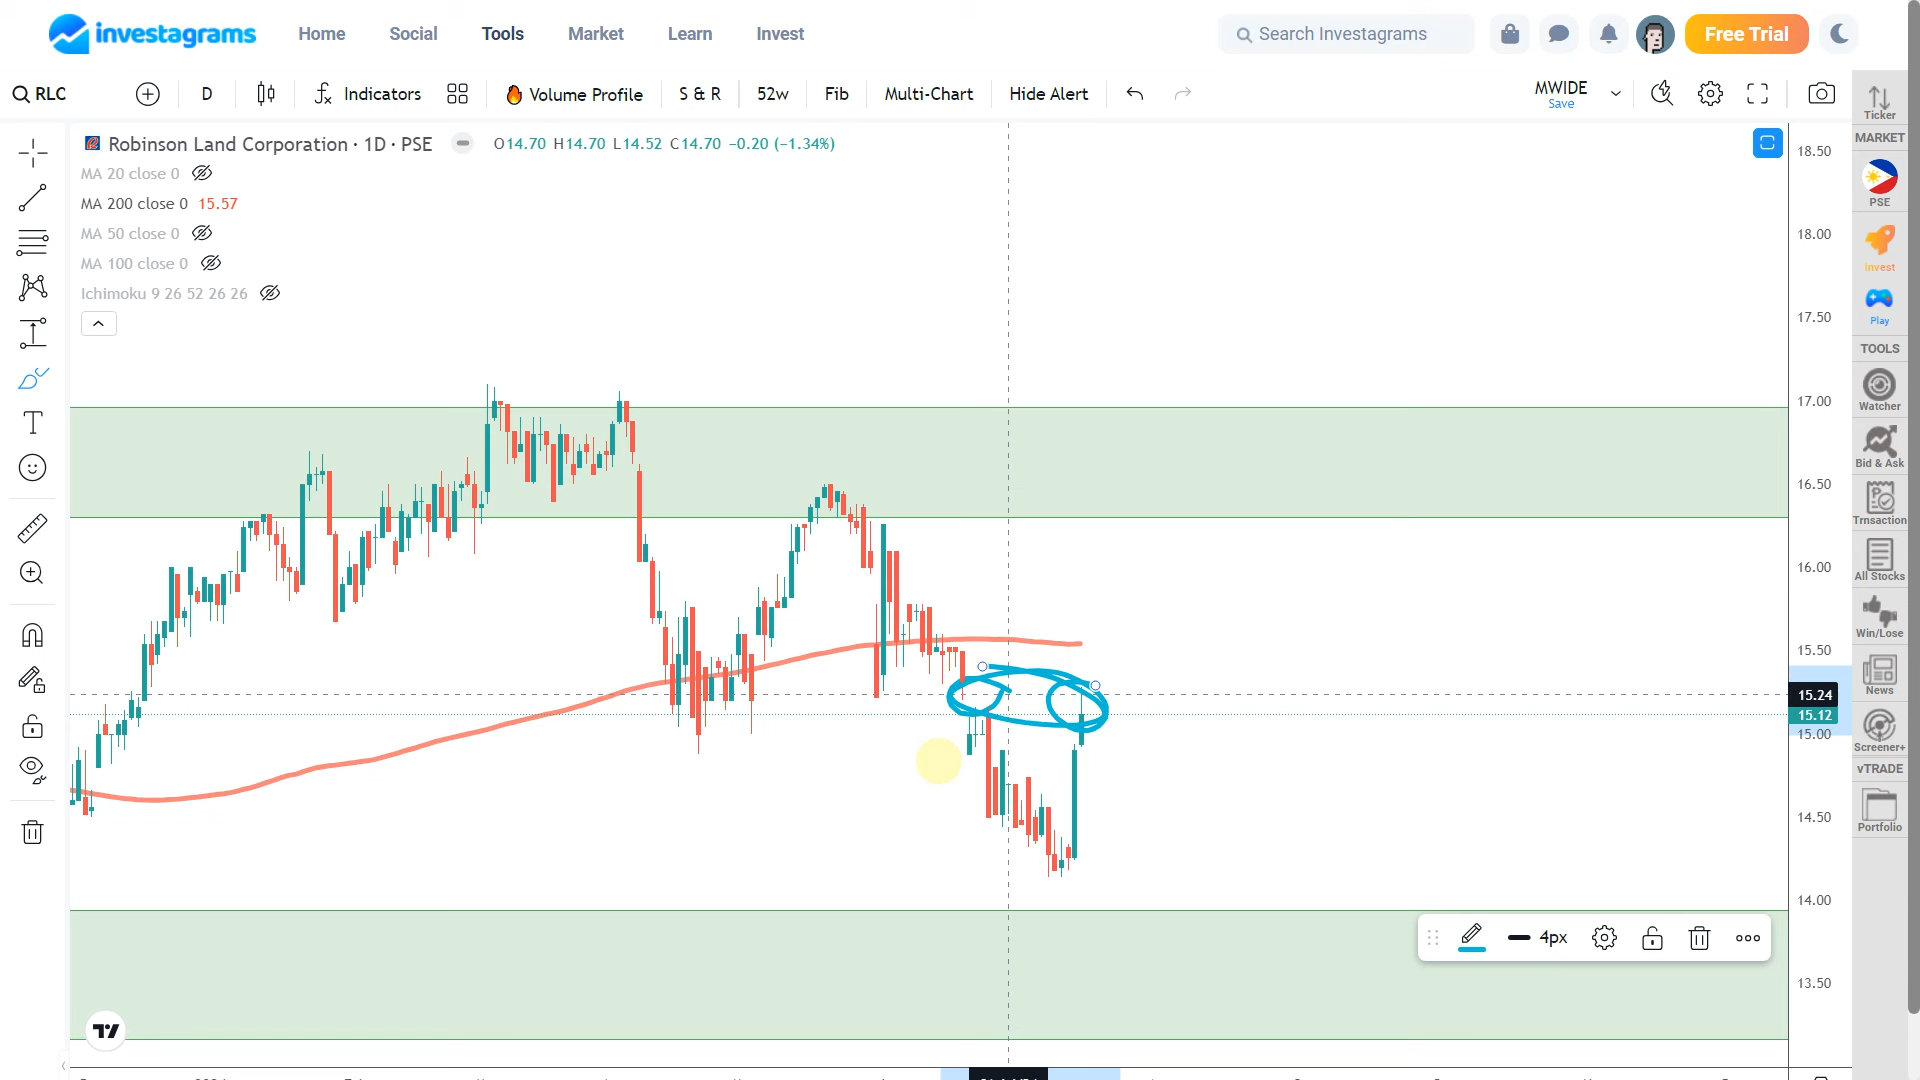 investagrams
Home
Social
Tools
Market
Learn
Invest
Search Investagrams
Free Trial
RLC
D
Indicators
Volume Profile
S & R
52w
Fib
Multi-Chart
Hide Alert
MWIDE
Save
Robinson Land Corporation · 1D · PSE
O14.70 H14.70 L14.52 C14.70 −0.20 (−1.34%)
MA 20 close 0
MA 200 close 0 15.57
MA 50 close 0
MA 100 close 0
Ichimoku 9 26 52 26 26
18.50
18.00
17.50
17.00
16.50
16.00
15.50
15.24
15.12
15.00
14.50
14.00
13.50
4px
Ticker
MARKET
PSE
Invest
Play
TOOLS
Watcher
Bid & Ask
Trnsaction
All Stocks
Win/Lose
News
Screener+
vTRADE
Portfolio